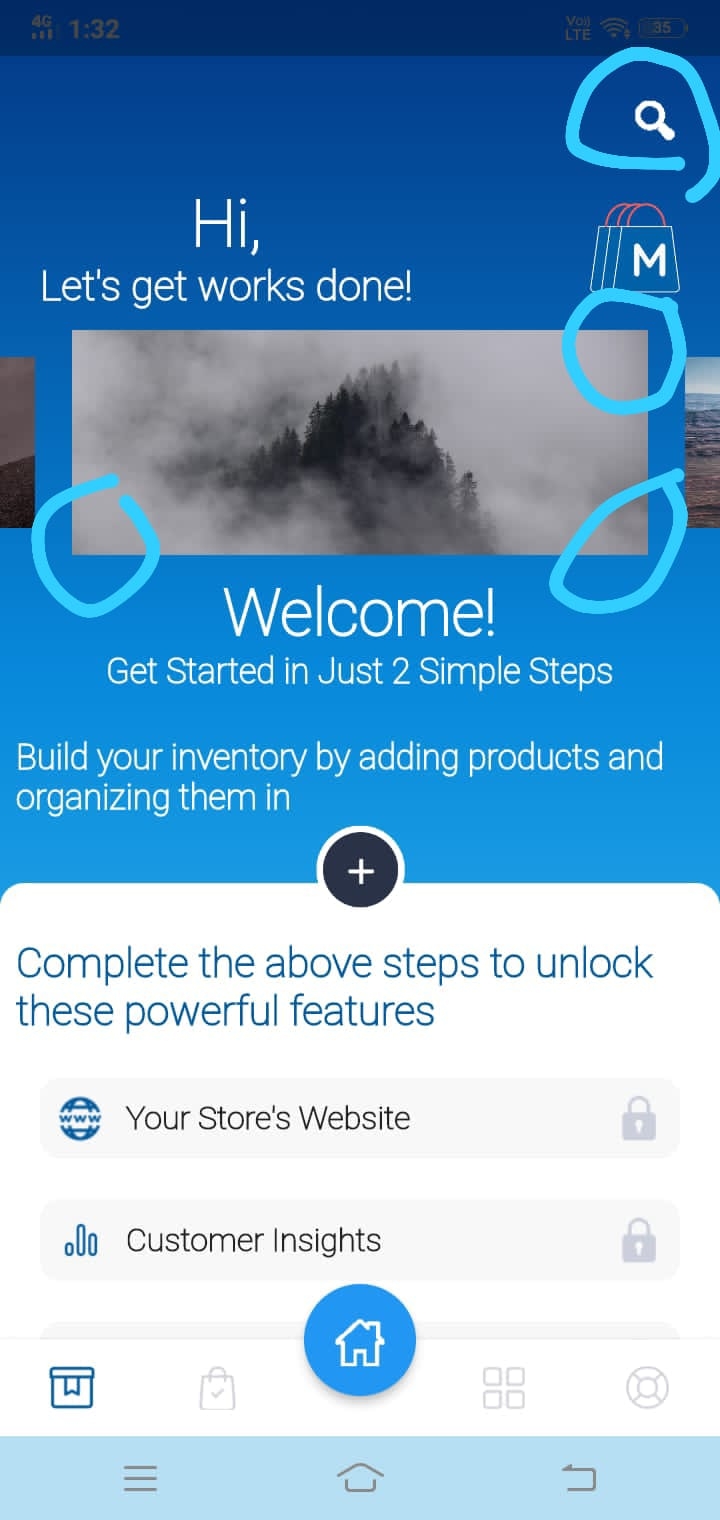 4G 1:32 Vo)) LTE 35
Hi,
Let's get works done!
M
Welcome!
Get Started in Just 2 Simple Steps
Build your inventory by adding products and
organizing them in
+
Complete the above steps to unlock
these powerful features
www Your Store's Website
Customer Insights